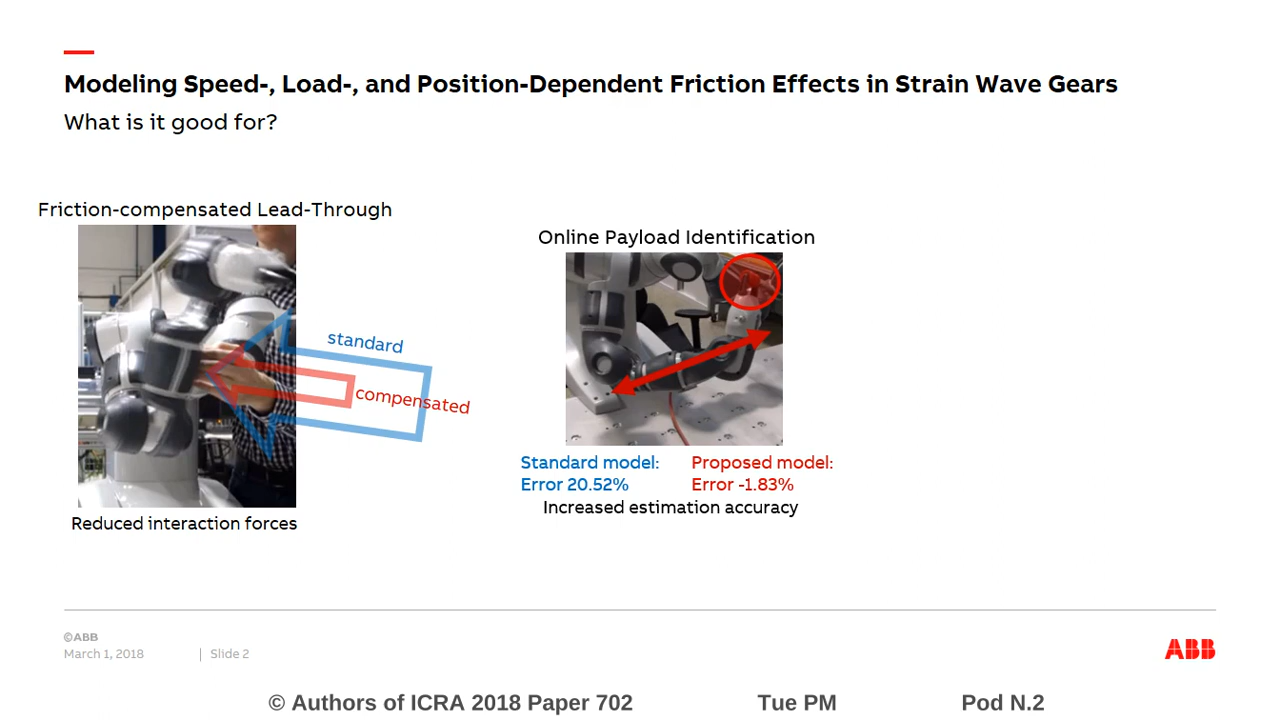 Modeling Speed-, Load-, and Position-Dependent Friction Effects in Strain Wave Gears
What is it good for?
Friction-compensated Lead-Through
standard
compensated
Reduced interaction forces
Online Payload Identification
Standard model:
Error 20.52%
Proposed model:
Error -1.83%
Increased estimation accuracy
©ABB
March 1, 2018 | Slide 2
ABB
© Authors of ICRA 2018 Paper 702 Tue PM Pod N.2